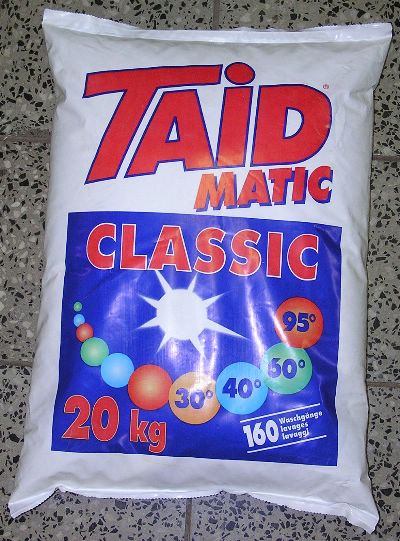 TAiD®
MATIC
CLASSIC
95°
60°
40°
30°
20 kg
160 Waschgänge
lavages
lavaggi